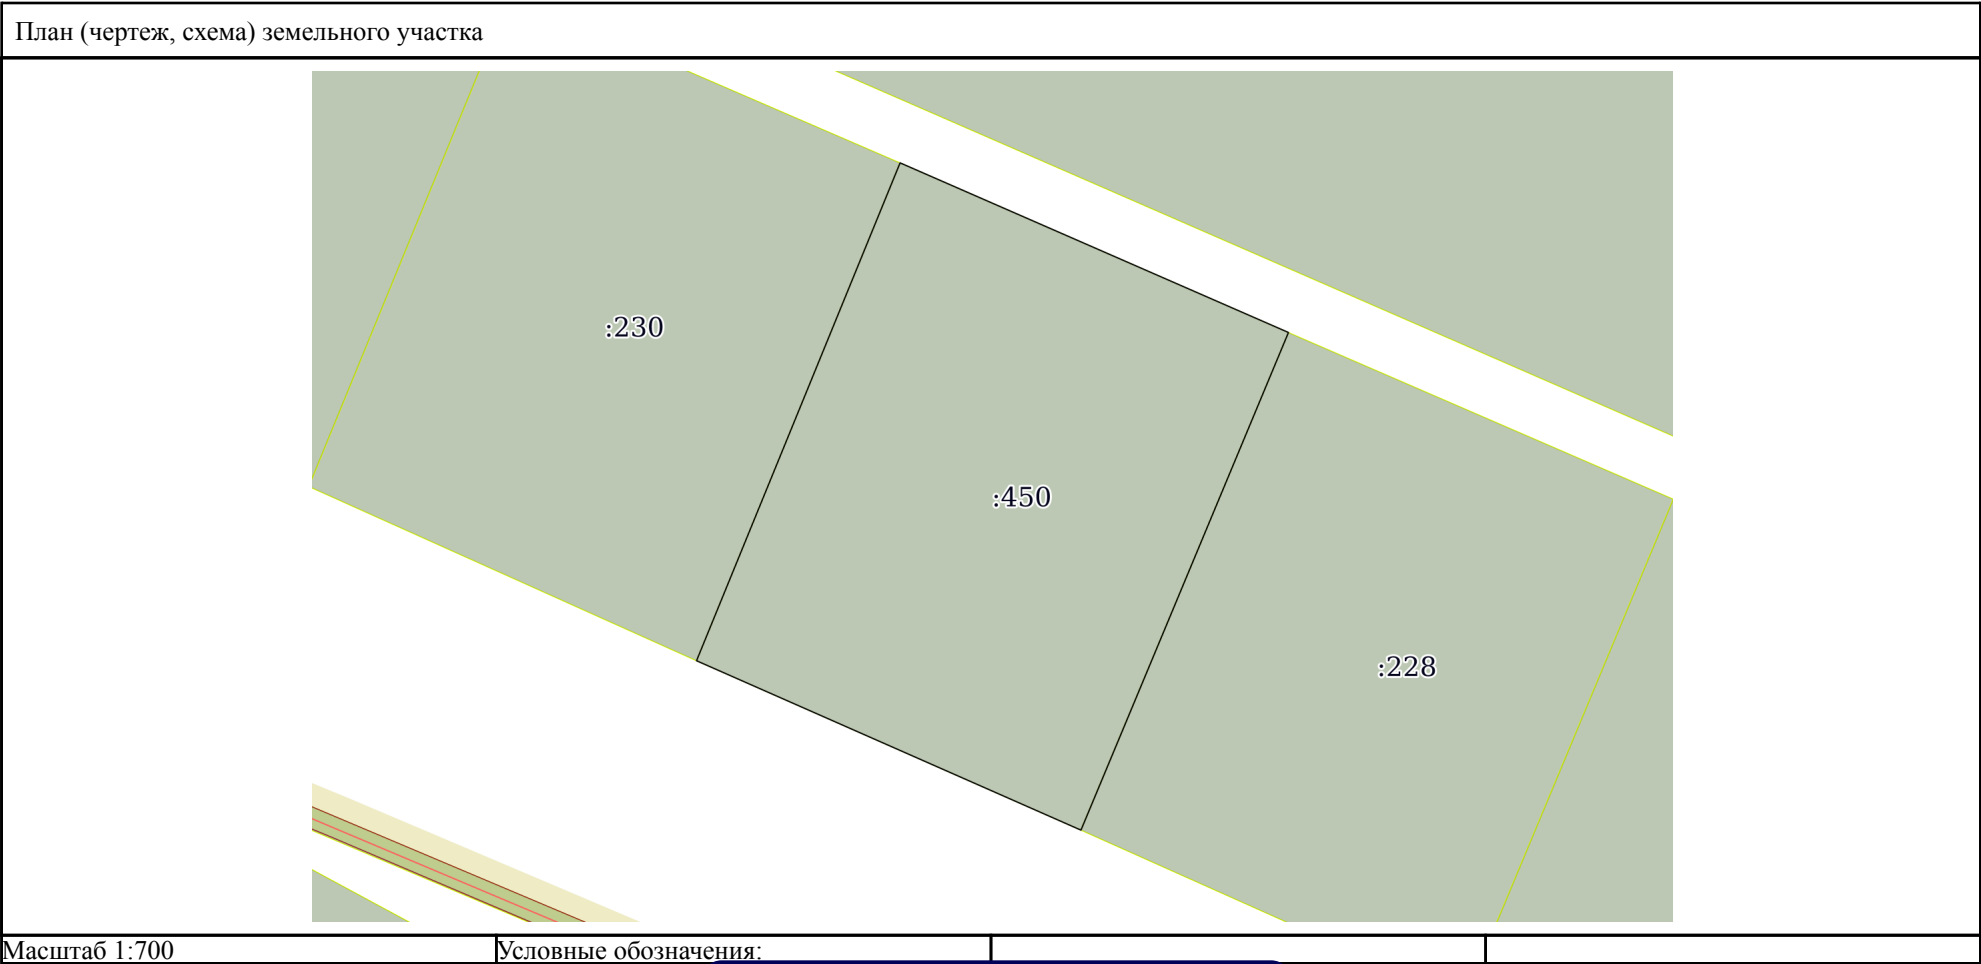 План (чертеж, схема) земельного участка
:230
:450
:228
Масштаб 1:700
Условные обозначения: